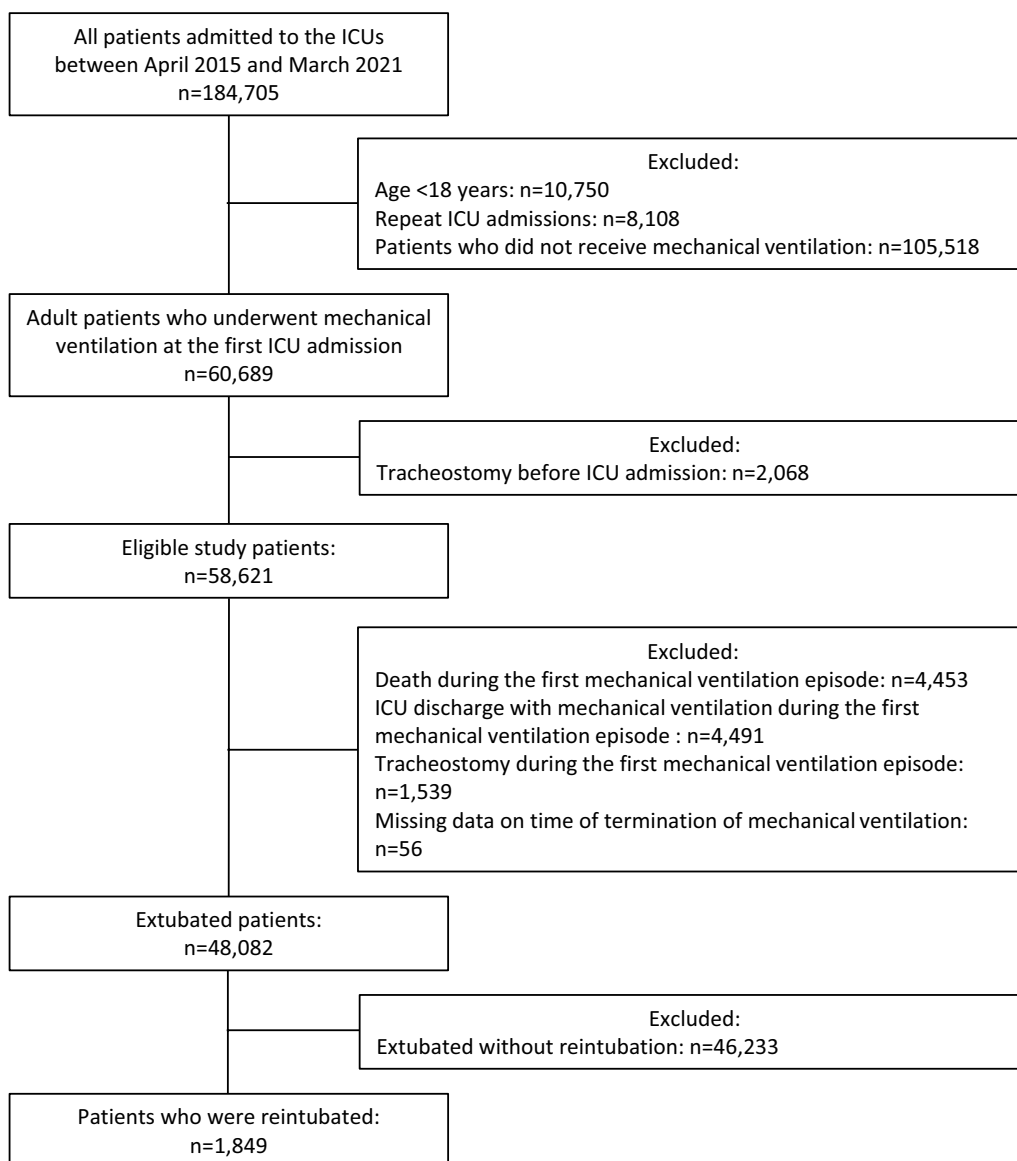 All patients admitted to the ICUs
between April 2015 and March 2021
n=184,705
Excluded:
Age <18 years: n=10,750
Repeat ICU admissions: n=8,108
Patients who did not receive mechanical ventilation: n=105,518
Adult patients who underwent mechanical
ventilation at the first ICU admission
n=60,689
Excluded:
Tracheostomy before ICU admission: n=2,068
Eligible study patients:
n=58,621
Excluded:
Death during the first mechanical ventilation episode: n=4,453
ICU discharge with mechanical ventilation during the first
mechanical ventilation episode : n=4,491
Tracheostomy during the first mechanical ventilation episode:
n=1,539
Missing data on time of termination of mechanical ventilation:
n=56
Extubated patients:
n=48,082
Excluded:
Extubated without reintubation: n=46,233
Patients who were reintubated:
n=1,849